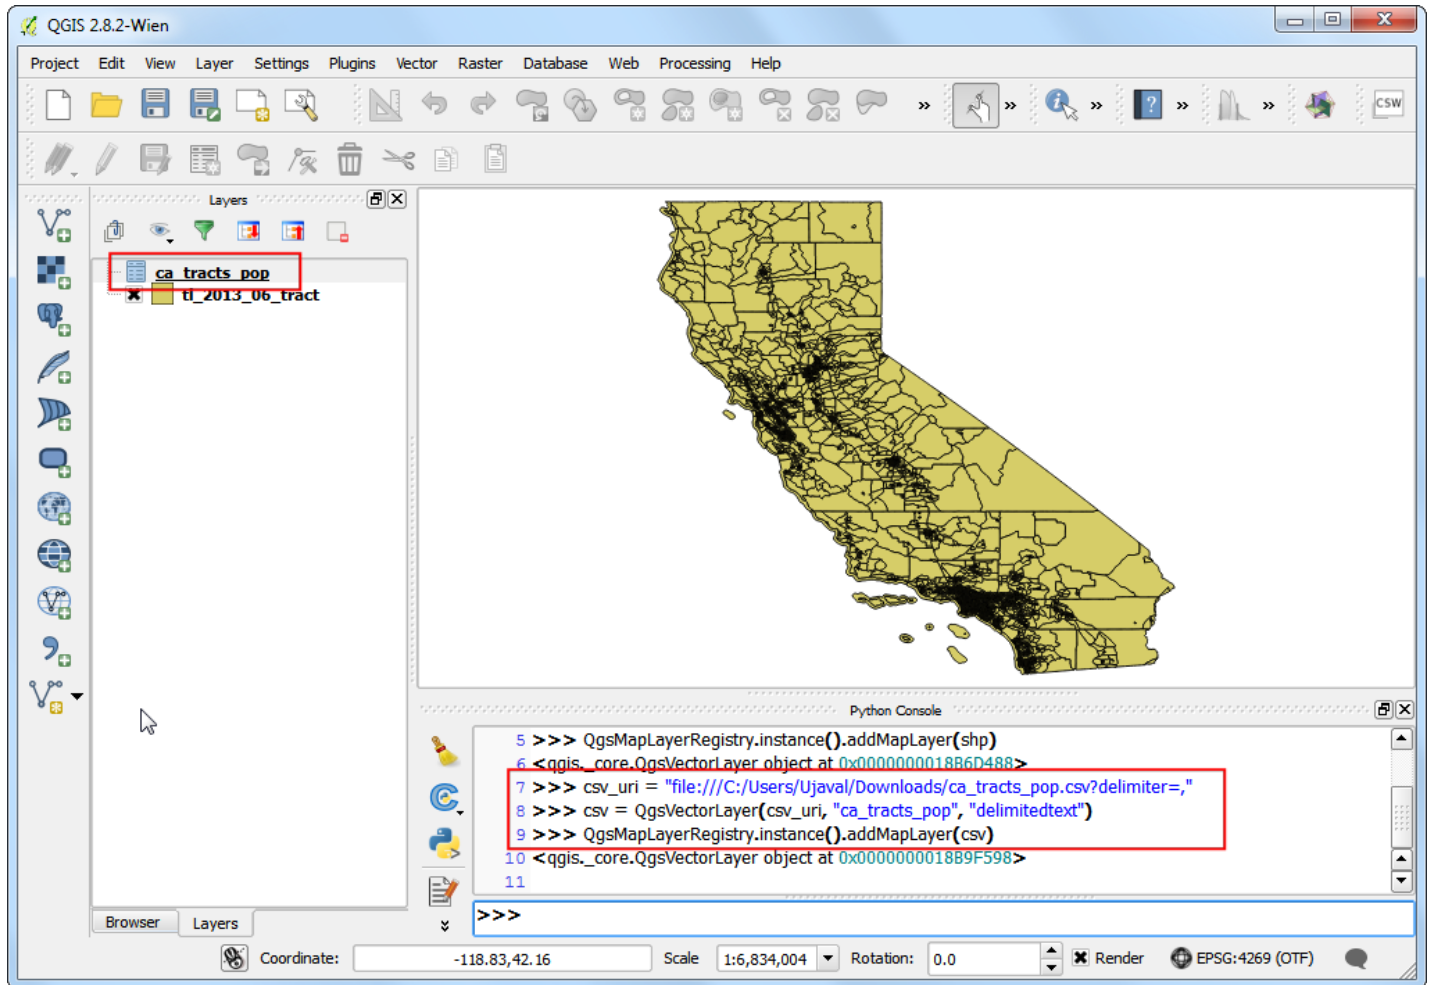 QGIS 2.8.2-Wien
Project Edit View Layer Settings Plugins Vector Raster Database Web Processing Help
» » » » » CSW
Layers
ca_tracts_pop
tl_2013_06_tract
Python Console
5 >>> QgsMapLayerRegistry.instance().addMapLayer(shp)
6 <qgis._core.QgsVectorLayer object at 0x0000000018B6D488>
7 >>> csv_uri = "file:///C:/Users/Ujaval/Downloads/ca_tracts_pop.csv?delimiter=,"
8 >>> csv = QgsVectorLayer(csv_uri, "ca_tracts_pop", "delimitedtext")
9 >>> QgsMapLayerRegistry.instance().addMapLayer(csv)
10 <qgis._core.QgsVectorLayer object at 0x0000000018B9F598>
11
>>>
Browser Layers
Coordinate: -118.83,42.16 Scale 1:6,834,004 Rotation: 0.0 Render EPSG:4269 (OTF)